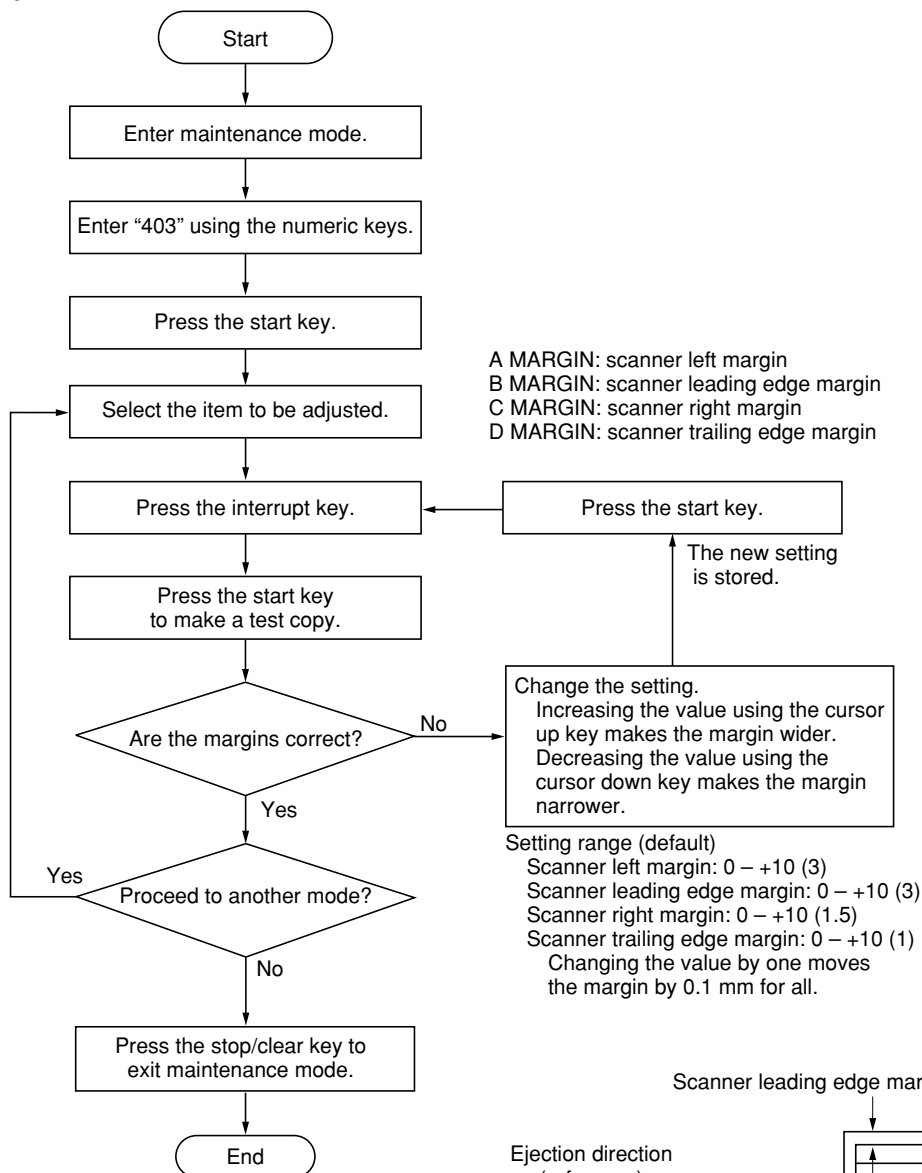 Start
Enter maintenance mode.
Enter “403” using the numeric keys.
Press the start key.
Select the item to be adjusted.
A MARGIN: scanner left margin
B MARGIN: scanner leading edge margin
C MARGIN: scanner right margin
D MARGIN: scanner trailing edge margin
Press the interrupt key.
Press the start key.
The new setting
is stored.
Press the start key
to make a test copy.
Are the margins correct?
No
Yes
Change the setting.
Increasing the value using the cursor
up key makes the margin wider.
Decreasing the value using the
cursor down key makes the margin
narrower.
Setting range (default)
Scanner left margin: 0 – +10 (3)
Scanner leading edge margin: 0 – +10 (3)
Scanner right margin: 0 – +10 (1.5)
Scanner trailing edge margin: 0 – +10 (1)
Changing the value by one moves
the margin by 0.1 mm for all.
Yes
Proceed to another mode?
No
Press the stop/clear key to
exit maintenance mode.
End
Scanner leading edge mar
Ejection direction